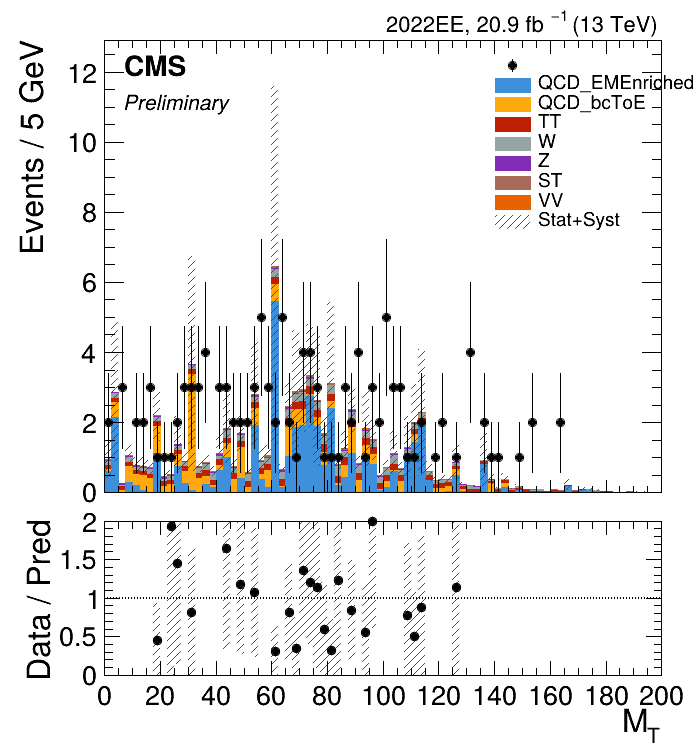 2022EE, 20.9 fb⁻¹ (13 TeV)
CMS
Preliminary
QCD_EMEnriched
QCD_bcToE
TT
W
Z
ST
VV
Stat+Syst
Events / 5 GeV
12
10
8
6
4
2
0
Data / Pred
2
1.5
1
0.5
0
0 20 40 60 80 100 120 140 160 180 200
M_T